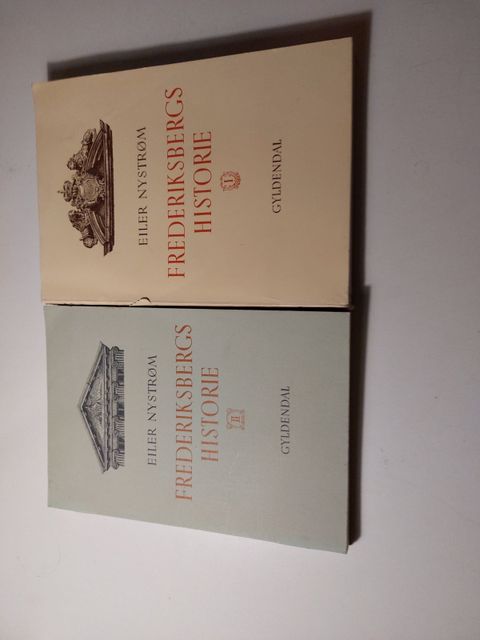 EILER NYSTRØM
FREDERIKSBERGS
HISTORIE
I
GYLDENDAL
EILER NYSTRØM
FREDERIKSBERGS
HISTORIE
II
GYLDENDAL